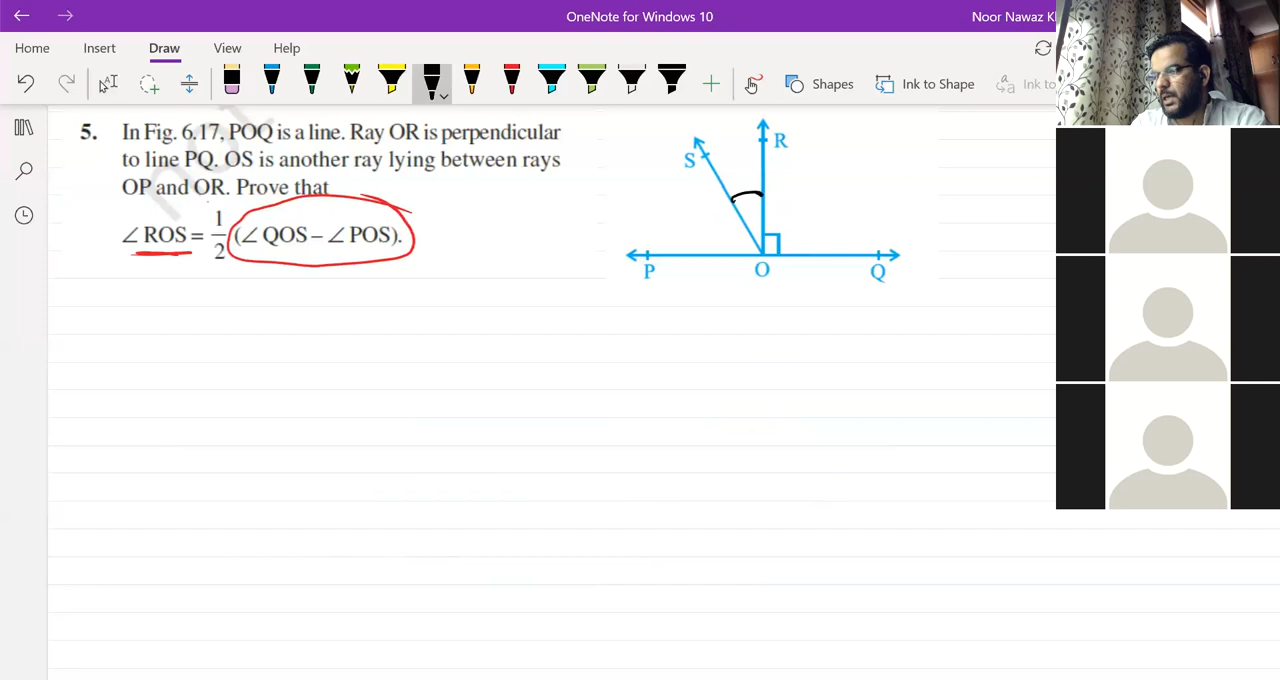 OneNote for Windows 10
Noor Nawaz K
Home Insert Draw View Help
Shapes Ink to Shape Ink to
not
5. In Fig. 6.17, POQ is a line. Ray OR is perpendicular
to line PQ. OS is another ray lying between rays
OP and OR. Prove that
∠ ROS = 1/2 (∠ QOS – ∠ POS).
R
S
P O Q